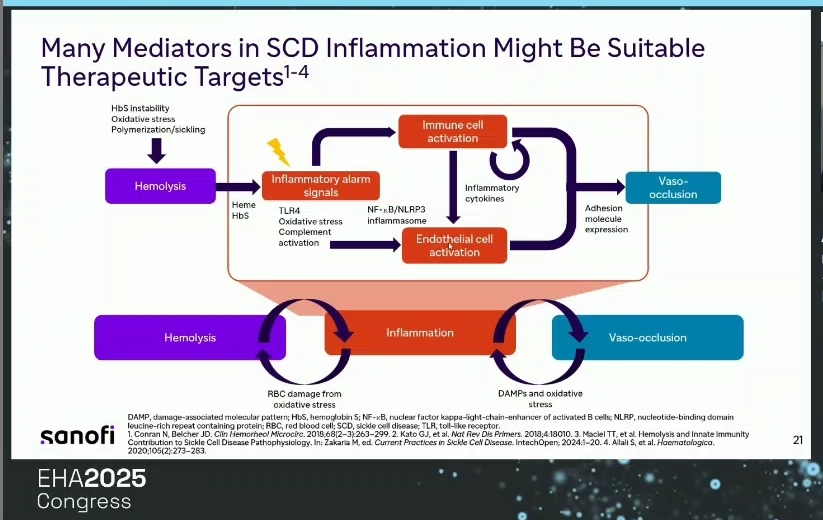 Many Mediators in SCD Inflammation Might Be Suitable
Therapeutic Targets1-4
HbS instability
Oxidative stress
Polymerization/sickling
Hemolysis
Heme
HbS
Inflammatory alarm
signals
TLR4
Oxidative stress
Complement
activation
NF-κB/NLRP3
inflammasome
Immune cell
activation
Inflammatory
cytokines
Endothelial cell
activation
Adhesion
molecule
expression
Vaso-
occlusion
Hemolysis
Inflammation
Vaso-occlusion
RBC damage from
oxidative stress
DAMPs and oxidative
stress
DAMP, damage-associated molecular pattern; HbS, hemoglobin S; NF-κB, nuclear factor kappa-light-chain-enhancer of activated B cells; NLRP, nucleotide-binding domain
leucine-rich repeat containing protein; RBC, red blood cell; SCD, sickle cell disease; TLR, toll-like receptor.
1. Conran N, Belcher JD. Clin Hemorheol Microcirc. 2018;68(2-3):263-299. 2. Kato GJ, et al. Nat Rev Dis Primers. 2018;4:18010. 3. Maciel TT, et al. Hemolysis and Innate Immunity
Contribution to Sickle Cell Disease Pathophysiology. In: Zakaria M, ed. Current Practices in Sickle Cell Disease. IntechOpen; 2024:1-20. 4. Allali S, et al. Haematologica.
2020;105(2):273-283.
sanofi
21
EHA2025
Congress